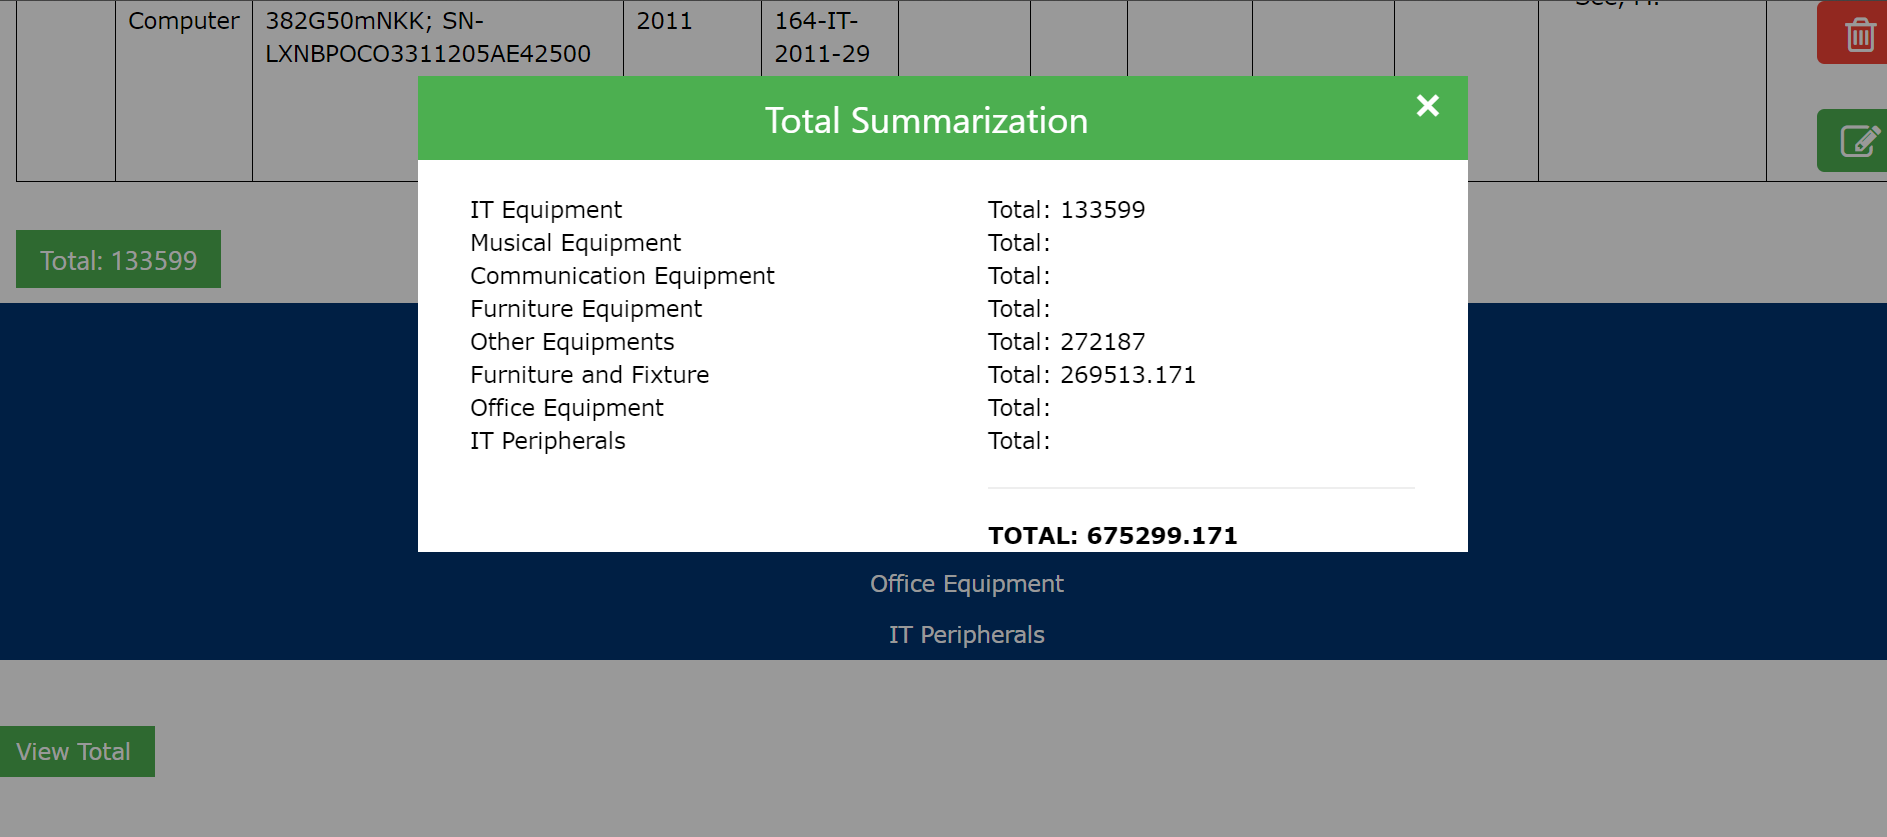 Computer
382G50mNKK; SN-
LXNBPOCO3311205AE42500
2011
164-IT-
2011-29
Total Summarization
IT Equipment Total: 133599
Musical Equipment Total:
Communication Equipment Total:
Furniture Equipment Total:
Other Equipments Total: 272187
Furniture and Fixture Total: 269513.171
Office Equipment Total:
IT Peripherals Total:
TOTAL: 675299.171
Total: 133599
Office Equipment
IT Peripherals
View Total